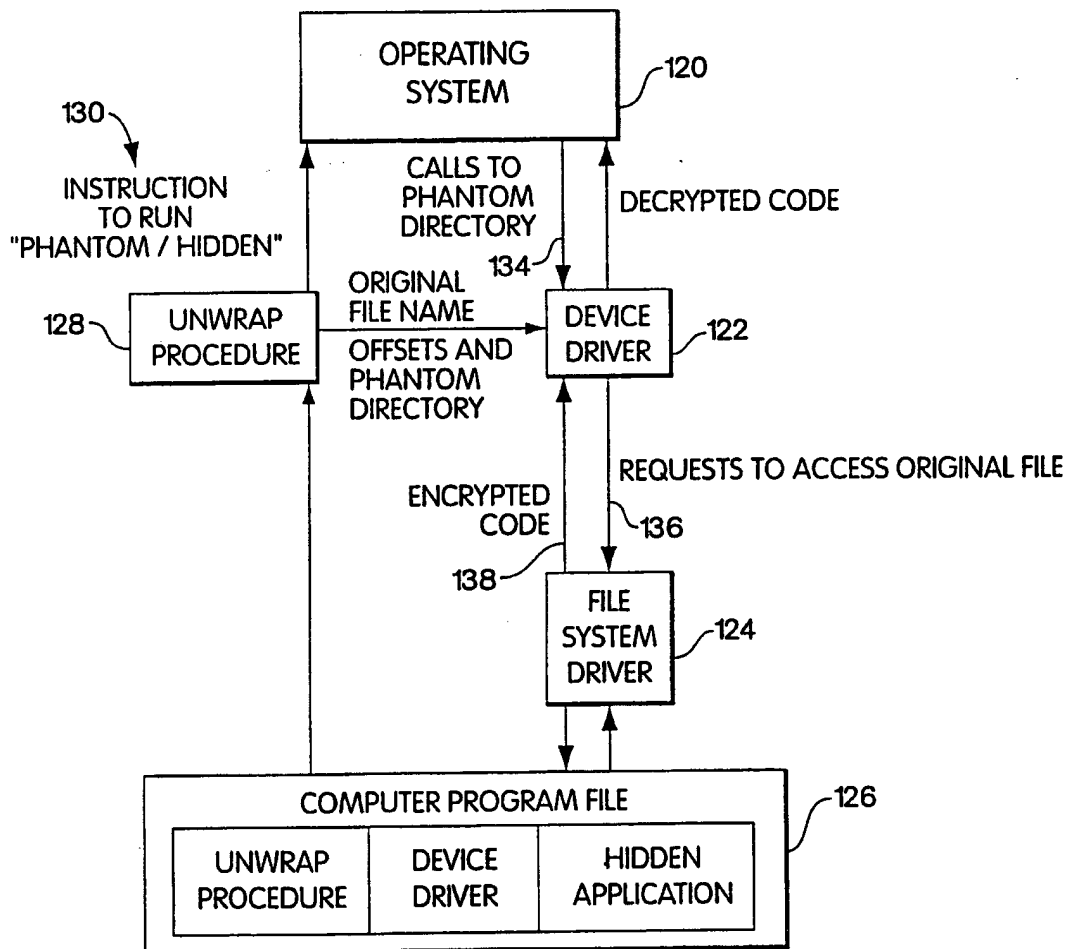 OPERATING
SYSTEM
120
130
INSTRUCTION
TO RUN
"PHANTOM / HIDDEN"
CALLS TO
PHANTOM
DIRECTORY
134
DECRYPTED CODE
128
UNWRAP
PROCEDURE
ORIGINAL
FILE NAME
OFFSETS AND
PHANTOM
DIRECTORY
DEVICE
DRIVER
122
REQUESTS TO ACCESS ORIGINAL FILE
136
ENCRYPTED
CODE
138
FILE
SYSTEM
DRIVER
124
COMPUTER PROGRAM FILE
126
UNWRAP
PROCEDURE
DEVICE
DRIVER
HIDDEN
APPLICATION